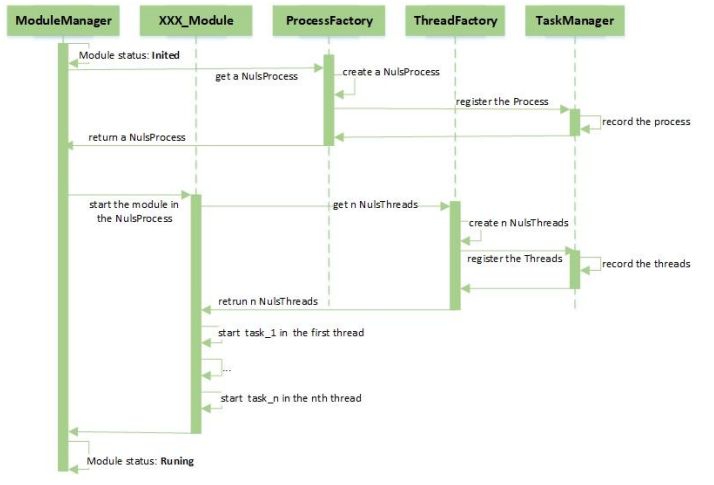 ModuleManager
XXX_Module
ProcessFactory
ThreadFactory
TaskManager
Module status: Inited
get a NulsProcess
create a NulsProcess
register the Process
record the process
return a NulsProcess
start the module in
the NulsProcess
get n NulsThreads
create n NulsThreads
register the Threads
record the threads
retrun n NulsThreads
start task_1 in the first thread
...
start task_n in the nth thread
Module status: Runing